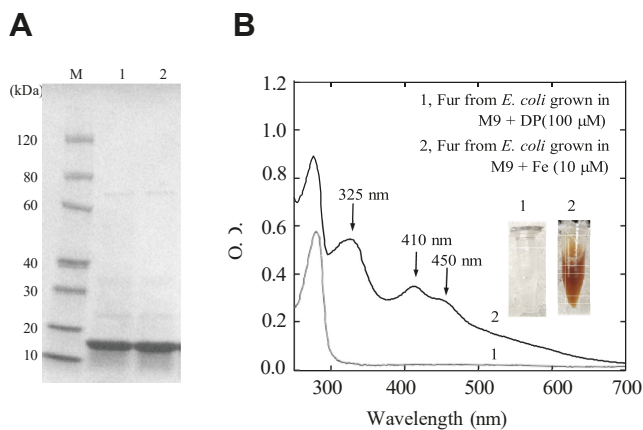 A
B
M 1 2
(kDa)
120
80
60
40
30
20
10
1.2
1.0
0.8
0.6
0.4
0.2
0.0
O. D.
1, Fur from E. coli grown in
M9 + DP(100 μM)
2, Fur from E. coli grown in
M9 + Fe (10 μM)
1 2
325 nm
410 nm
450 nm
2
1
300 400 500 600 700
Wavelength (nm)